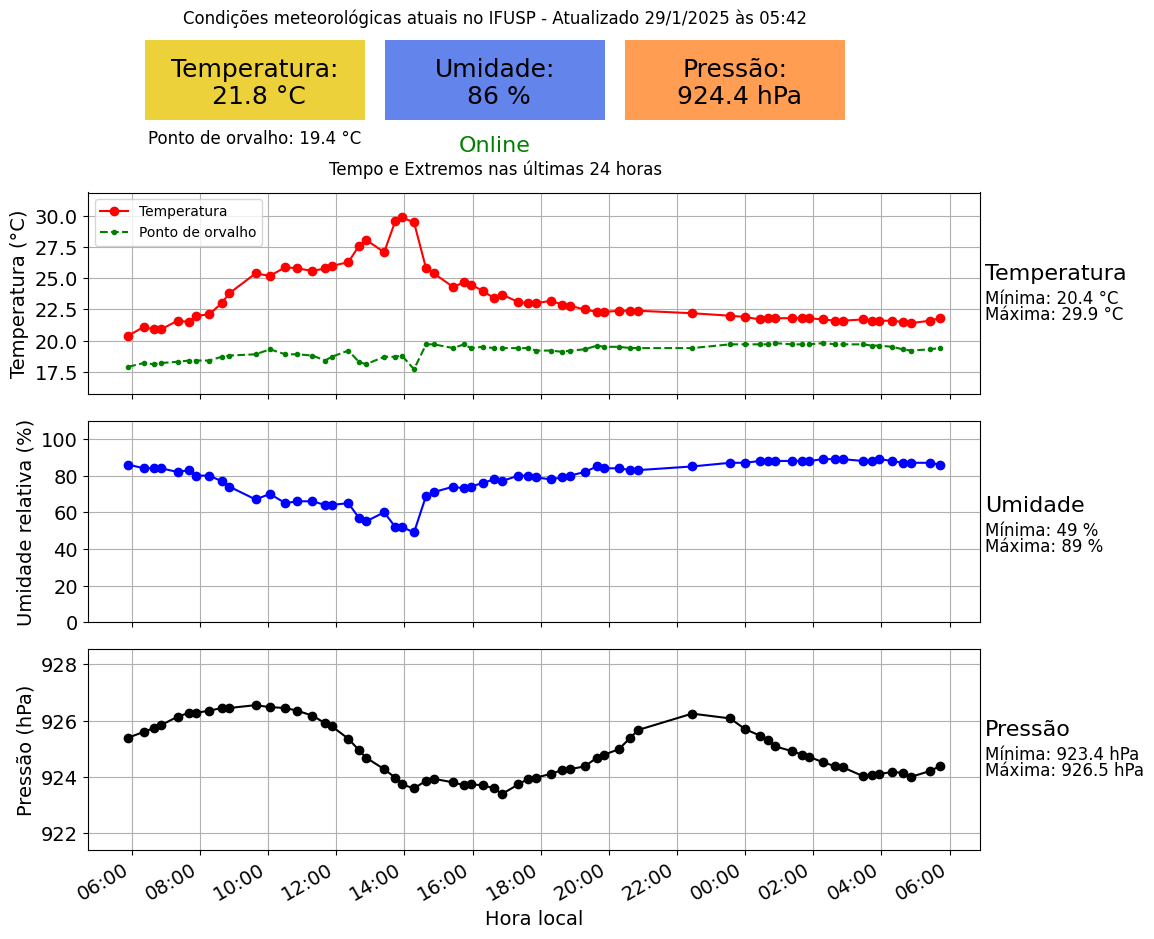 Condições meteorológicas atuais no IFUSP - Atualizado 29/1/2025 às 05:42
Temperatura:
21.8 °C
Umidade:
86 %
Pressão:
924.4 hPa
Ponto de orvalho: 19.4 °C
Online
Tempo e Extremos nas últimas 24 horas
Temperatura (°C)
30.0
27.5
25.0
22.5
20.0
17.5
Temperatura
Ponto de orvalho
Temperatura
Mínima: 20.4 °C
Máxima: 29.9 °C
Umidade relativa (%)
100
80
60
40
20
0
Umidade
Mínima: 49 %
Máxima: 89 %
Pressão (hPa)
928
926
924
922
Pressão
Mínima: 923.4 hPa
Máxima: 926.5 hPa
06:00 08:00 10:00 12:00 14:00 16:00 18:00 20:00 22:00 00:00 02:00 04:00 06:00
Hora local